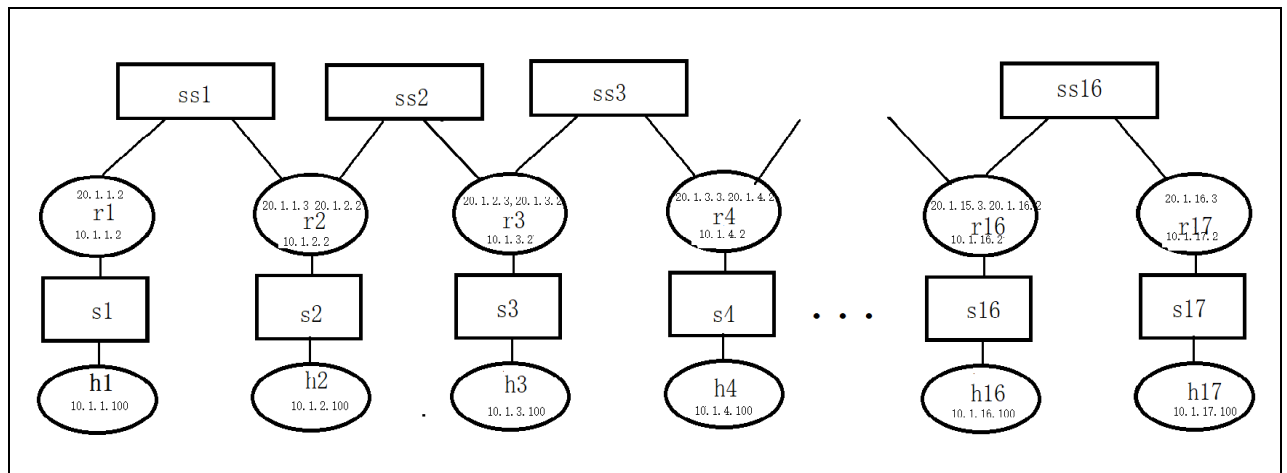 ss1
ss2
ss3
ss16
20.1.1.2
r1
10.1.1.2
20.1.1.3 20.1.2.2
r2
10.1.2.2
20.1.2.3,20.1.3.2
r3
10.1.3.2
20.1.3.3.20.1.4.2
r4
10.1.4.2
20.1.15.3.20.1.16.2
r16
10.1.16.2
20.1.16.3
r17
10.1.17.2
s1
s2
s3
s4
...
s16
s17
h1
10.1.1.100
h2
10.1.2.100
h3
10.1.3.100
h4
10.1.4.100
h16
10.1.16.100
h17
10.1.17.100